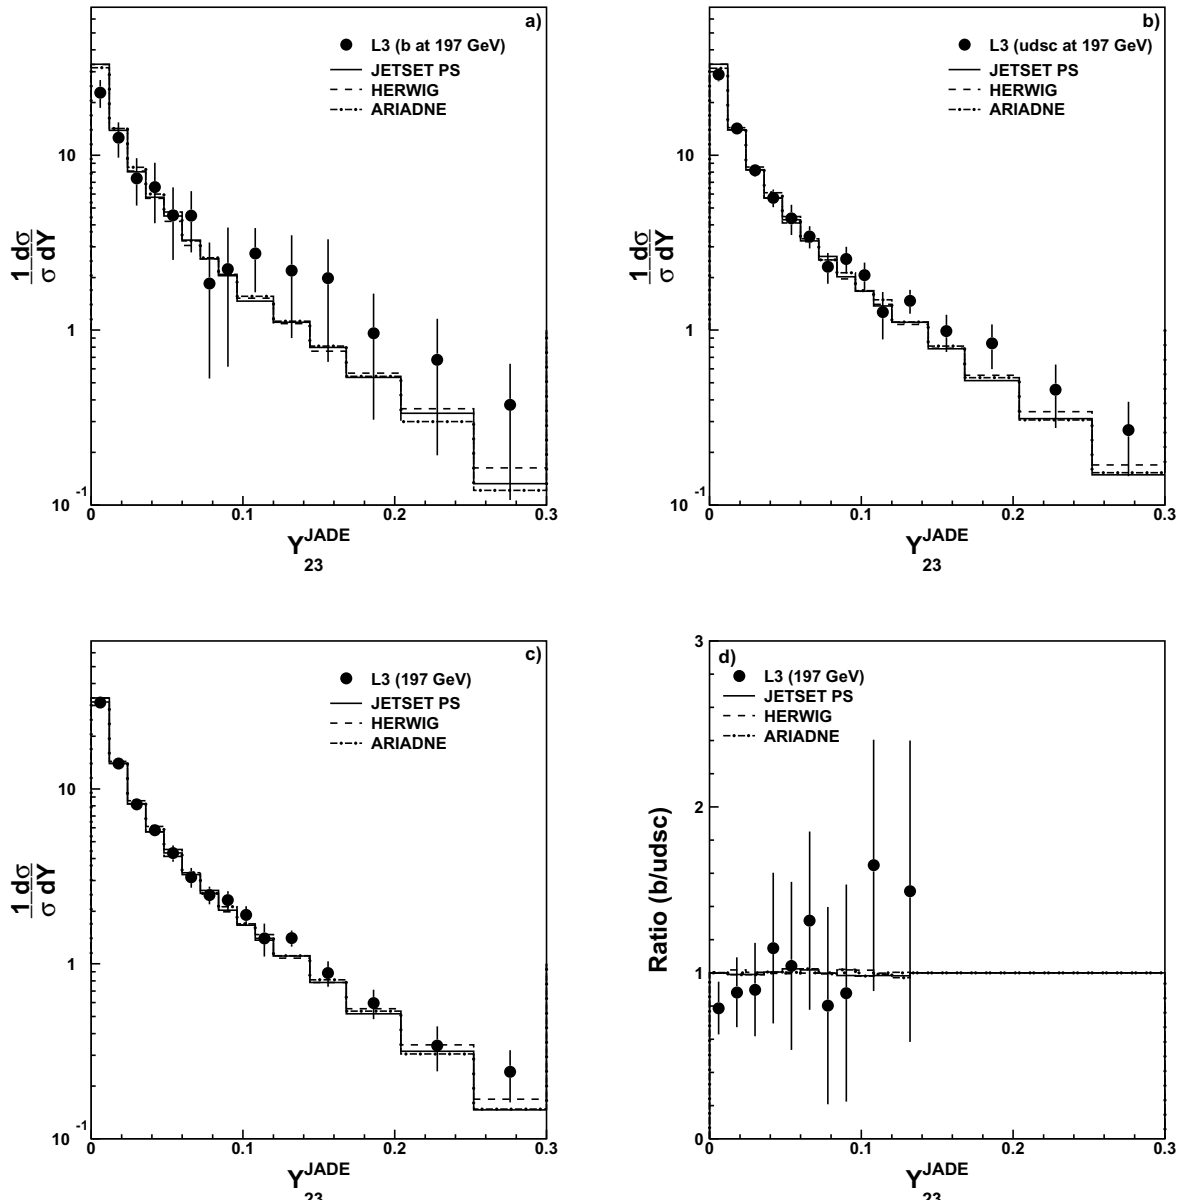 a)
L3 (b at 197 GeV)
JETSET PS
HERWIG
ARIADNE
10
1
10 -1
1 dσ
σ dY
0 0.1 0.2 0.3
Y JADE 23
b)
L3 (udsc at 197 GeV)
JETSET PS
HERWIG
ARIADNE
10
1
10 -1
1 dσ
σ dY
0 0.1 0.2 0.3
Y JADE 23
c)
L3 (197 GeV)
JETSET PS
HERWIG
ARIADNE
10
1
10 -1
1 dσ
σ dY
0 0.1 0.2 0.3
Y JADE 23
d)
L3 (197 GeV)
JETSET PS
HERWIG
ARIADNE
3
2
1
0
Ratio (b/udsc)
0 0.1 0.2 0.3
Y JADE 23